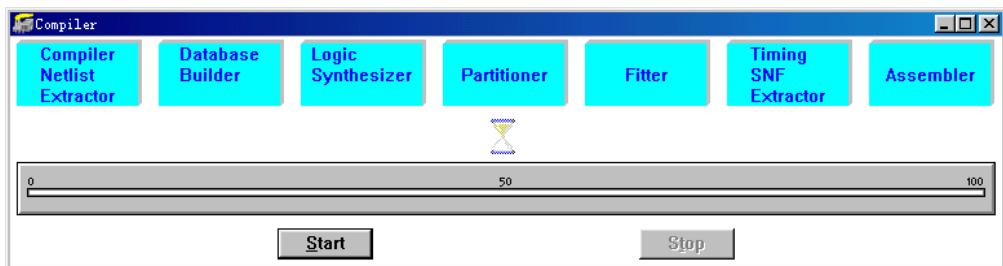 Compiler
Compiler
Netlist
Extractor
Database
Builder
Logic
Synthesizer
Partitioner
Fitter
Timing
SNF
Extractor
Assembler
0
50
100
Start
Stop